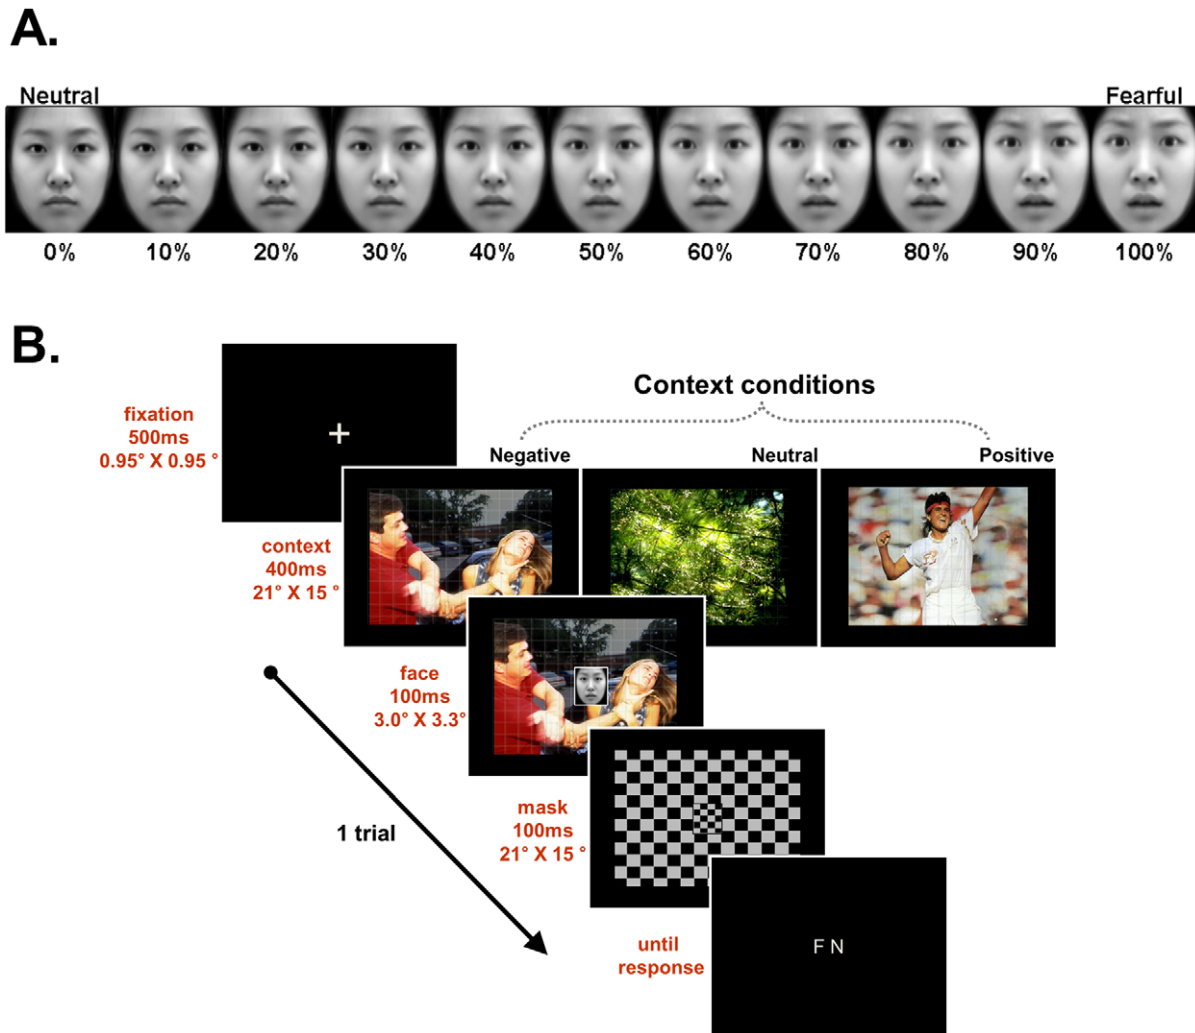 A.
Neutral
Fearful
0%
10%
20%
30%
40%
50%
60%
70%
80%
90%
100%
B.
fixation
500ms
0.95° X 0.95 °
Context conditions
Negative
Neutral
Positive
context
400ms
21° X 15 °
face
100ms
3.0° X 3.3°
mask
100ms
21° X 15 °
1 trial
until
response
F N